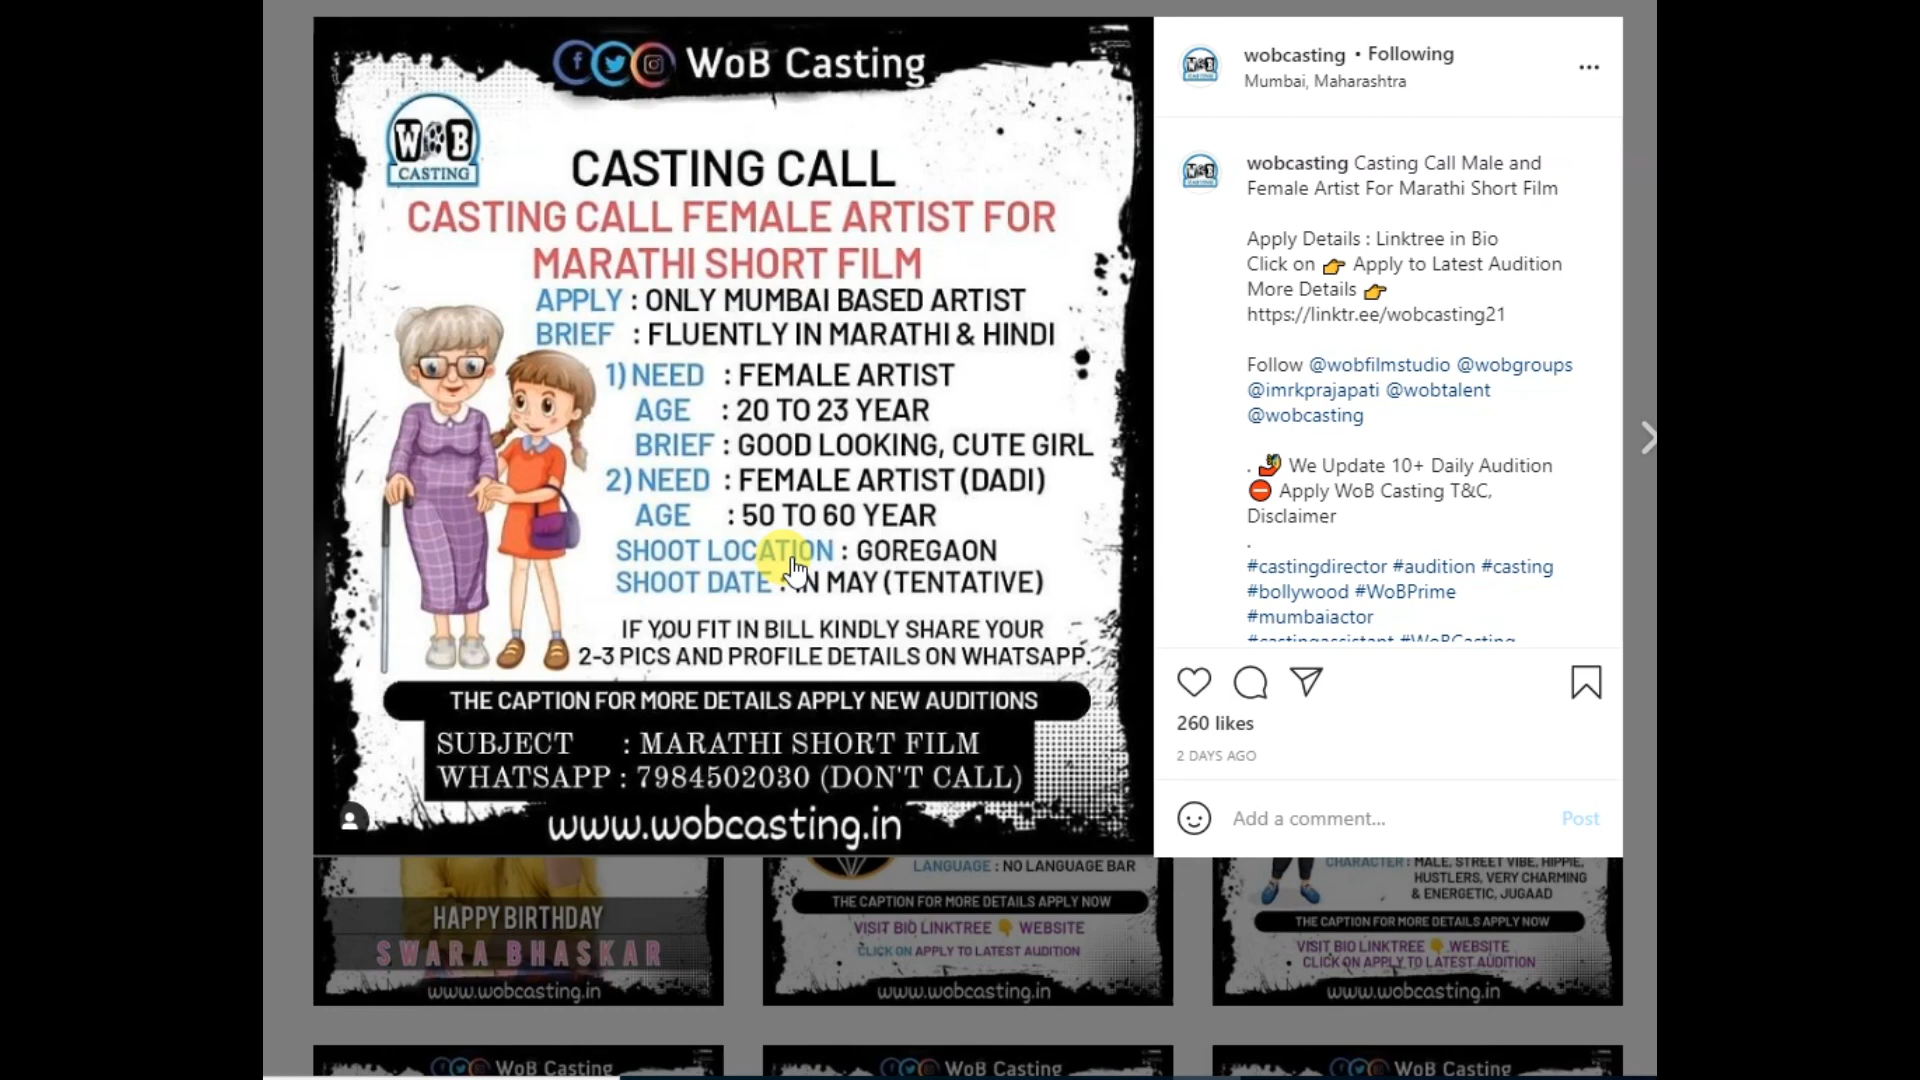 WoB Casting
WOB
CASTING
CASTING CALL
CASTING CALL FEMALE ARTIST FOR
MARATHI SHORT FILM
APPLY : ONLY MUMBAI BASED ARTIST
BRIEF : FLUENTLY IN MARATHI & HINDI
1) NEED : FEMALE ARTIST
AGE : 20 TO 23 YEAR
BRIEF : GOOD LOOKING, CUTE GIRL
2) NEED : FEMALE ARTIST (DADI)
AGE : 50 TO 60 YEAR
SHOOT LOCATION : GOREGAON
SHOOT DATE : IN MAY (TENTATIVE)
IF YOU FIT IN BILL KINDLY SHARE YOUR
2-3 PICS AND PROFILE DETAILS ON WHATSAPP.
THE CAPTION FOR MORE DETAILS APPLY NEW AUDITIONS
SUBJECT : MARATHI SHORT FILM
WHATSAPP : 7984502030 (DON'T CALL)
www.wobcasting.in
wobcasting • Following
Mumbai, Maharashtra
wobcasting Casting Call Male and
Female Artist For Marathi Short Film
Apply Details : Linktree in Bio
Click on 👉 Apply to Latest Audition
More Details 👉
https://linktr.ee/wobcasting21
Follow @wobfilmstudio @wobgroups
@imrkprajapati @wobtalent
@wobcasting
. 🤳 We Update 10+ Daily Audition
⛔ Apply WoB Casting T&C,
Disclaimer
.
#castingdirector #audition #casting
#bollywood #WoBPrime
#mumbaiactor
#castingassistant #WoBCasting
260 likes
2 DAYS AGO
Add a comment... Post
HAPPY BIRTHDAY
SWARA BHASKAR
www.wobcasting.in
LANGUAGE : NO LANGUAGE BAR
THE CAPTION FOR MORE DETAILS APPLY NOW
VISIT BIO LINKTREE 👇 WEBSITE
CLICK ON APPLY TO LATEST AUDITION
www.wobcasting.in
CHARACTER : MALE, STREET VIBE, HIPPIE,
HUSTLERS, VERY CHARMING
& ENERGETIC, JUGAAD
THE CAPTION FOR MORE DETAILS APPLY NOW
VISIT BIO LINKTREE 👇 WEBSITE
• CLICK ON APPLY TO LATEST AUDITION
www.wobcasting.in
WoB Casting
WoB Casting
WoB Casting